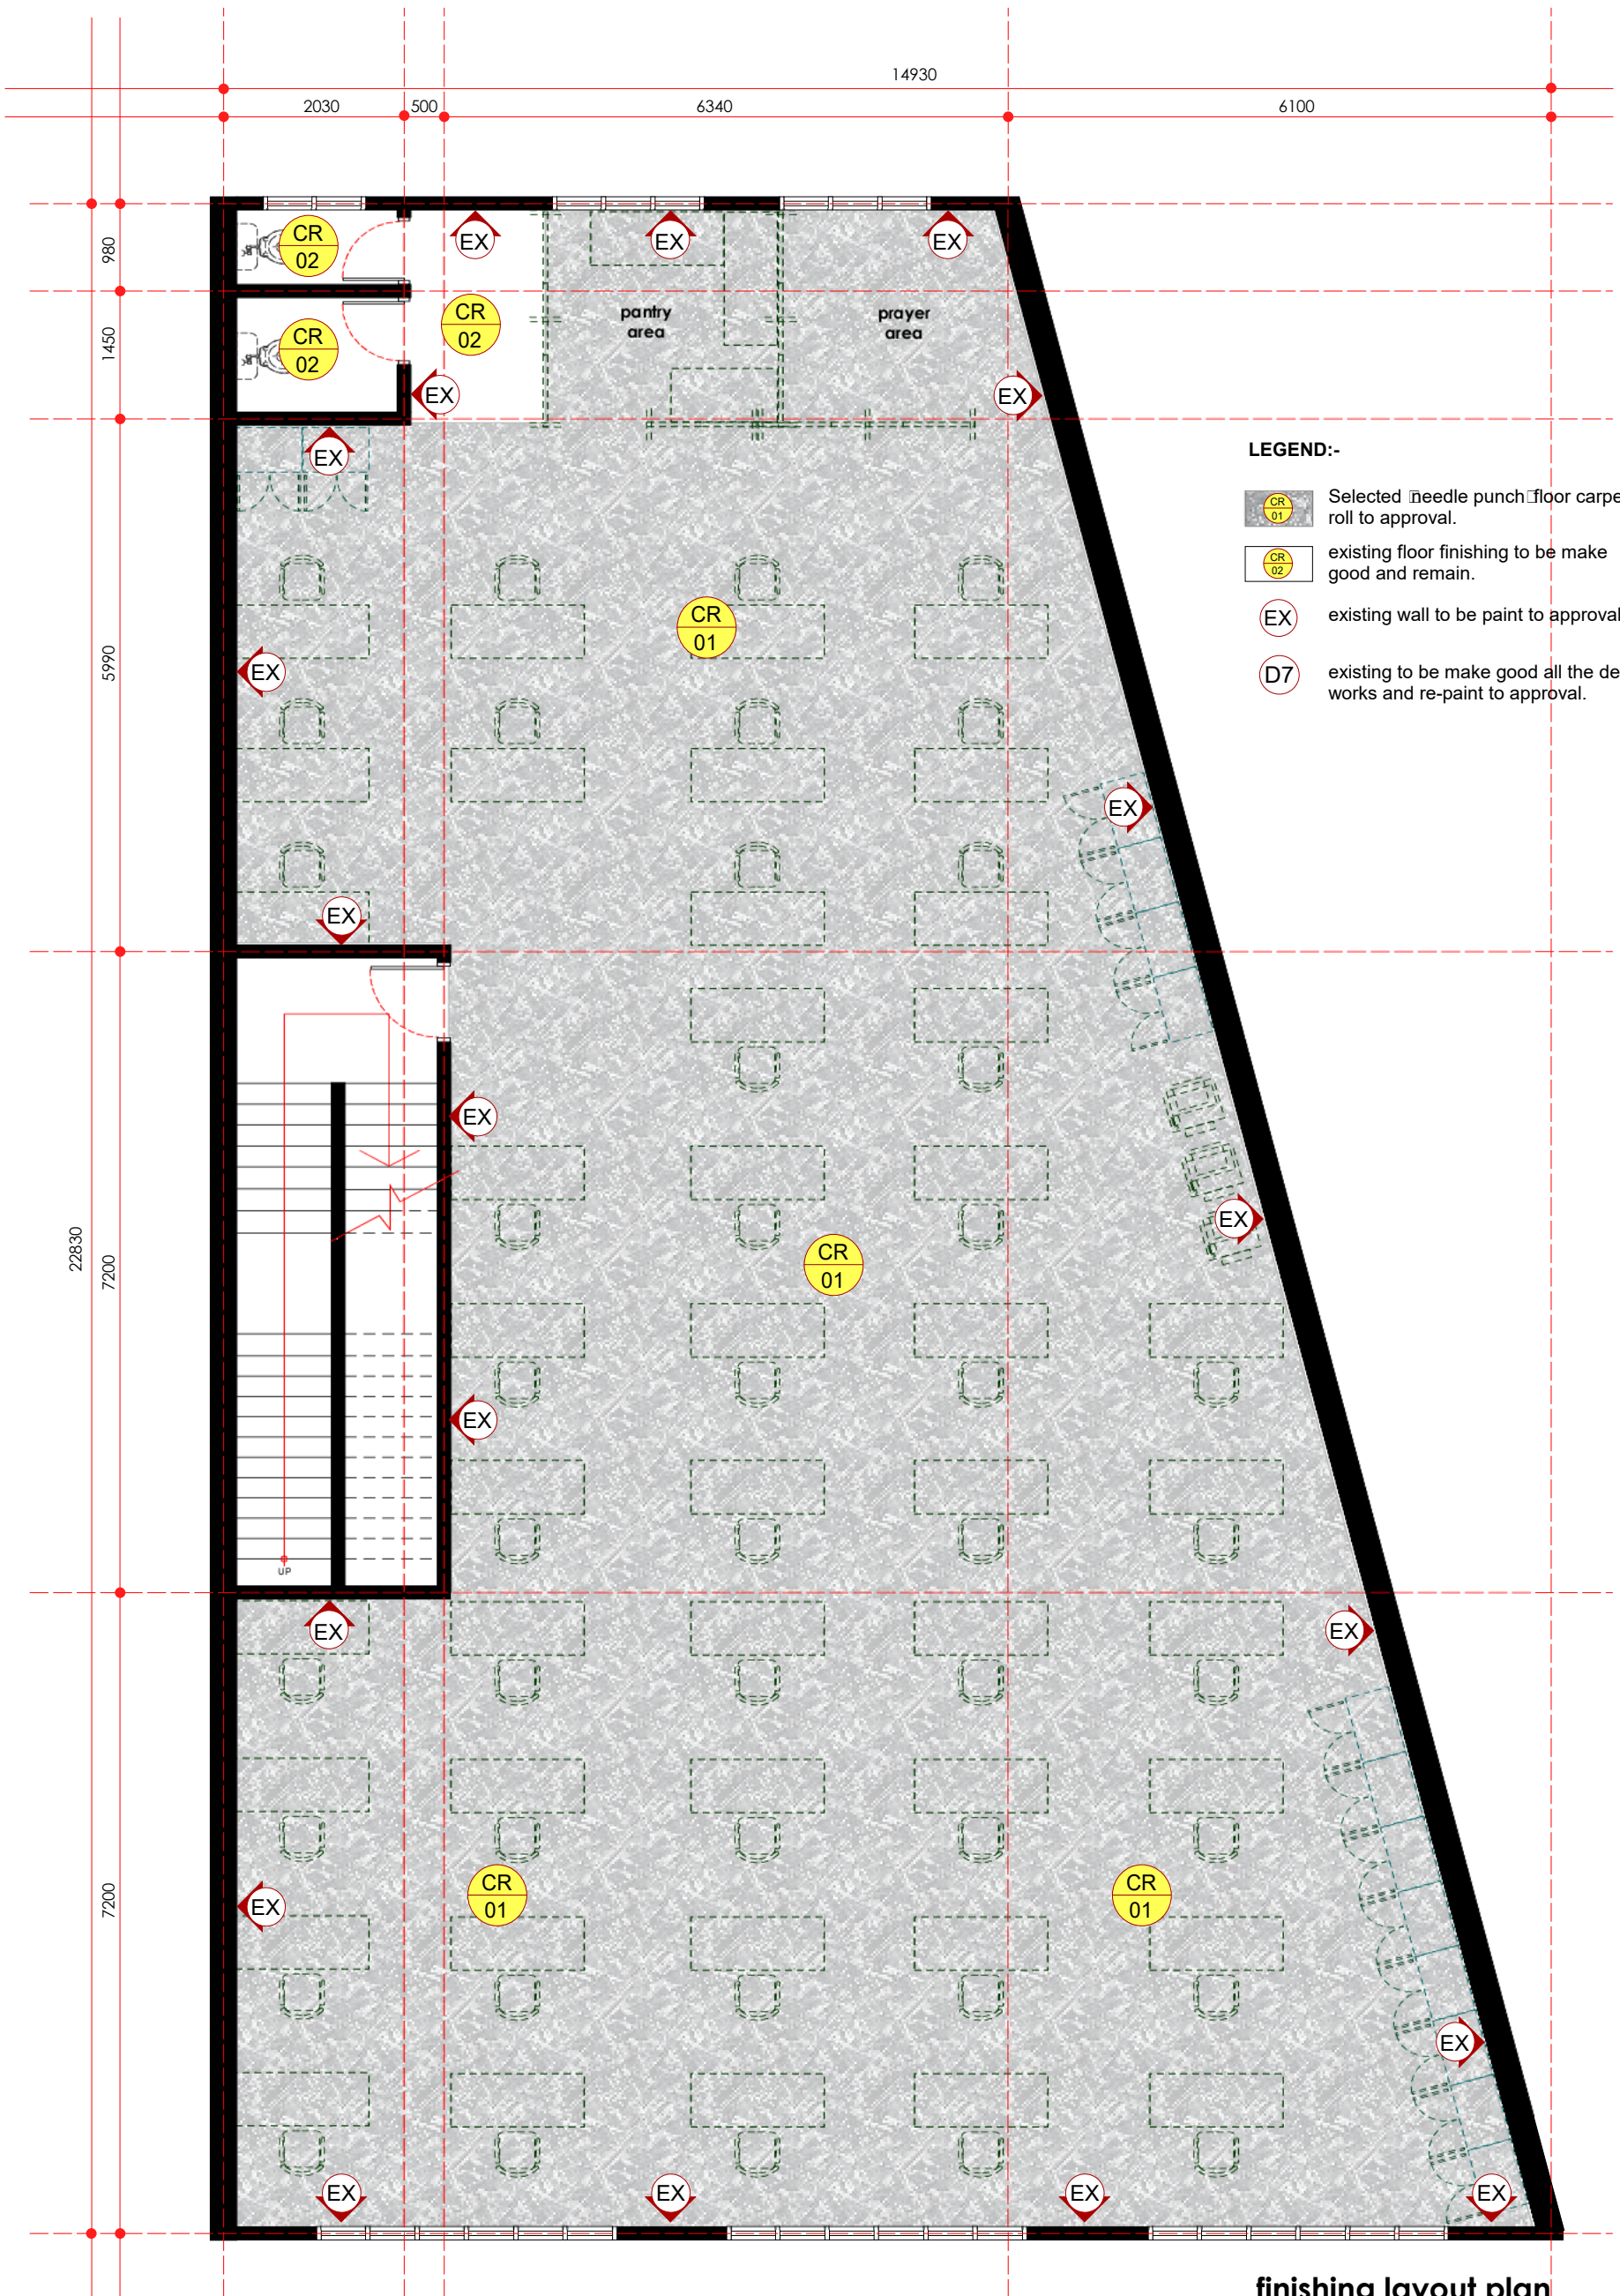 14930
2030
500
6340
6100
980
1450
5990
22830
7200
7200
CR
02
EX
EX
EX
CR
02
CR
02
pantry
area
prayer
area
EX
EX
EX
LEGEND:-
CR
01
Selected needle punch floor carpe
roll to approval.
CR
02
existing floor finishing to be make
good and remain.
EX
existing wall to be paint to approval
D7
existing to be make good all the de
works and re-paint to approval.
CR
01
EX
EX
EX
EX
EX
CR
01
EX
UP
EX
EX
CR
01
CR
01
EX
EX
EX
EX
EX
EX
finishing layout plan